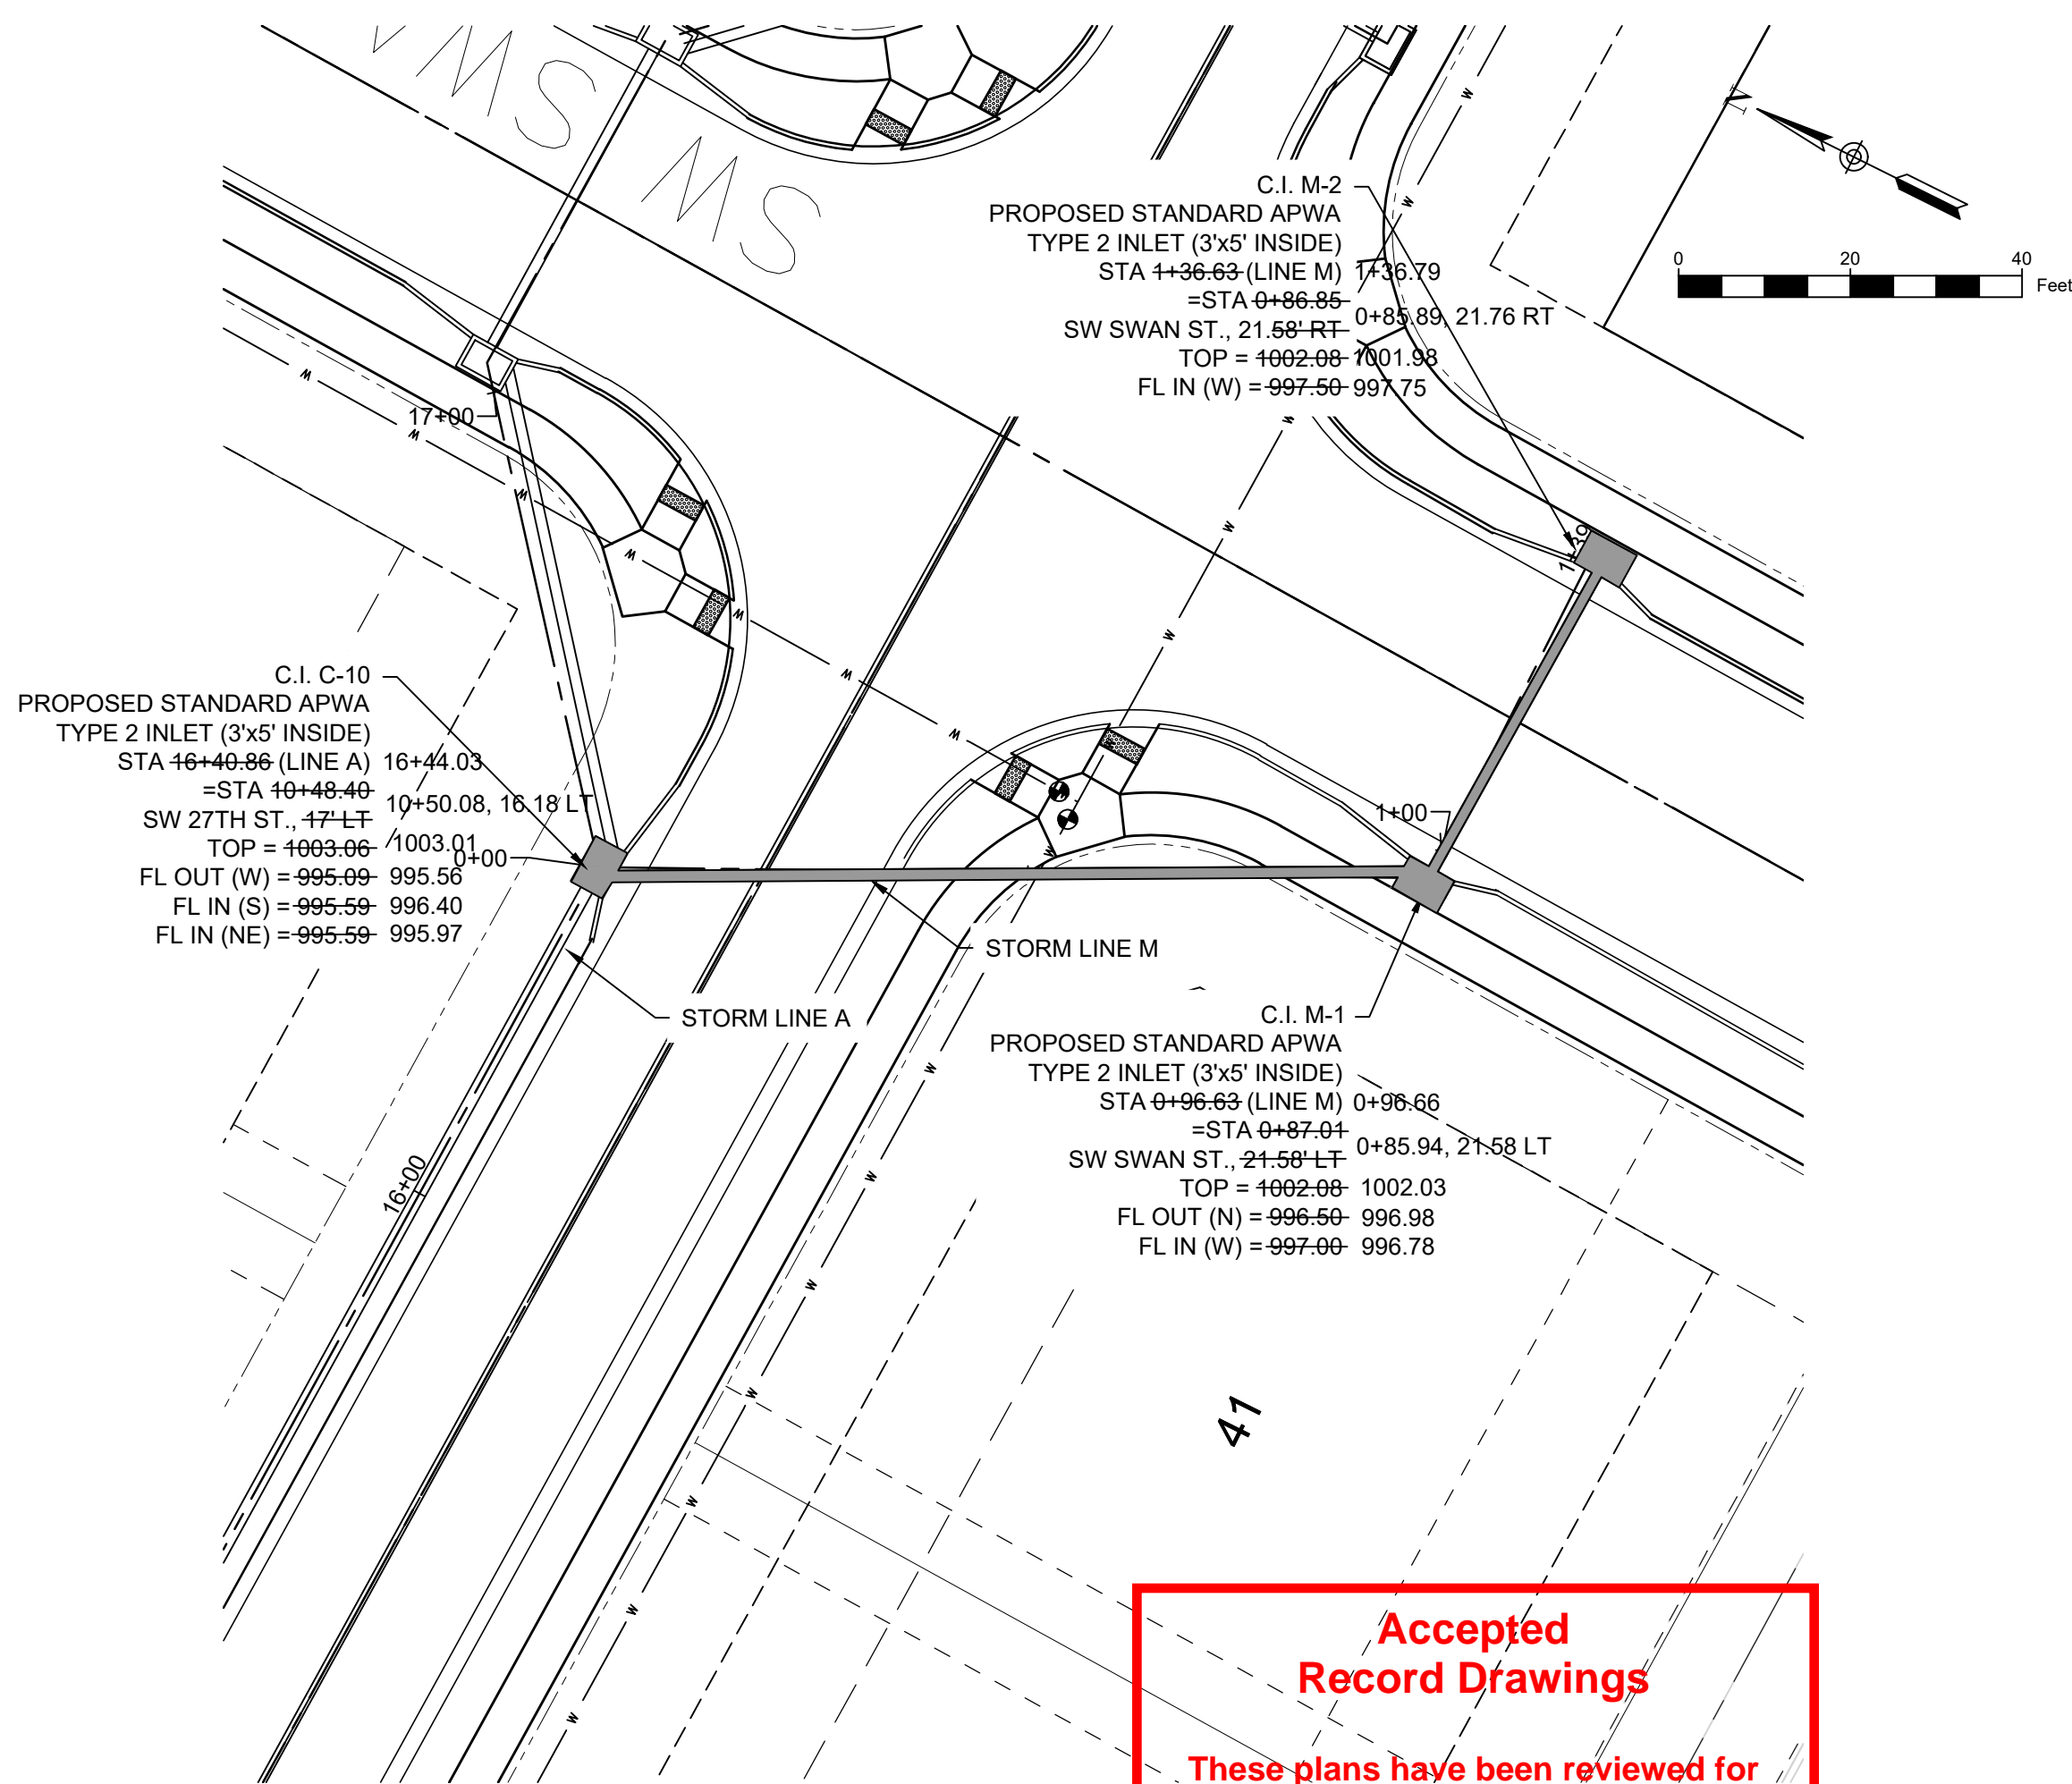 SW
SW
MS
N
0 20 40
Feet
C.I. M-2
PROPOSED STANDARD APWA
TYPE 2 INLET (3'x5' INSIDE)
STA 1+36.63 (LINE M) 1+36.79
=STA 0+86.85
SW SWAN ST., 21.58' RT 0+85.89, 21.76 RT
TOP = 1002.08 1001.98
FL IN (W) = 997.50 997.75
17+00
1+39
C.I. C-10
PROPOSED STANDARD APWA
TYPE 2 INLET (3'x5' INSIDE)
STA 16+40.86 (LINE A) 16+44.03
=STA 10+48.40
SW 27TH ST., 17' LT 10+50.08, 16.18 LT
TOP = 1003.06 1003.01
FL OUT (W) = 995.09 995.56
FL IN (S) = 995.59 996.40
FL IN (NE) = 995.59 995.97
0+00
1+00
STORM LINE M
STORM LINE A
C.I. M-1
PROPOSED STANDARD APWA
TYPE 2 INLET (3'x5' INSIDE)
STA 0+96.63 (LINE M) 0+96.66
=STA 0+87.01
SW SWAN ST., 21.58' LT 0+85.94, 21.58 LT
TOP = 1002.08 1002.03
FL OUT (N) = 996.50 996.98
FL IN (W) = 997.00 996.78
16+00
41
Accepted
Record Drawings
These plans have been reviewed for